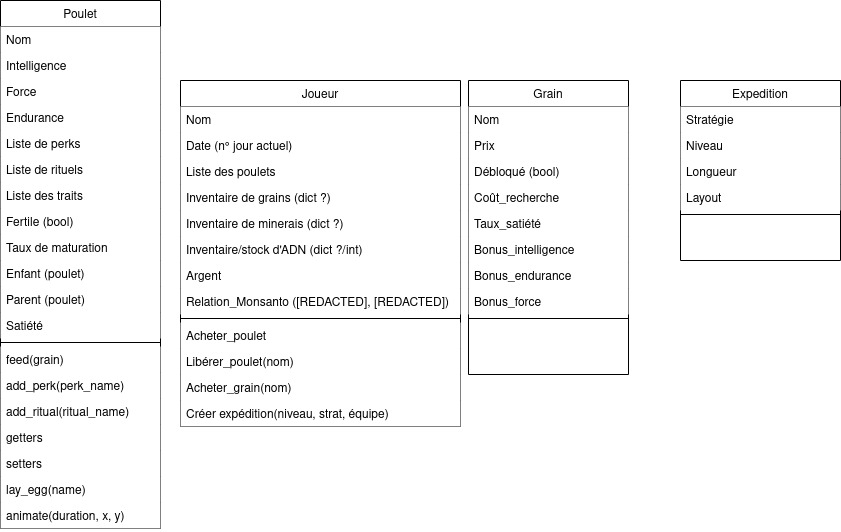 Poulet
Nom
Intelligence
Force
Endurance
Liste de perks
Liste de rituels
Liste des traits
Fertile (bool)
Taux de maturation
Enfant (poulet)
Parent (poulet)
Satiété
feed(grain)
add_perk(perk_name)
add_ritual(ritual_name)
getters
setters
lay_egg(name)
animate(duration, x, y)
Joueur
Nom
Date (n° jour actuel)
Liste des poulets
Inventaire de grains (dict ?)
Inventaire de minerais (dict ?)
Inventaire/stock d'ADN (dict ?/int)
Argent
Relation_Monsanto ([REDACTED], [REDACTED])
Acheter_poulet
Libérer_poulet(nom)
Acheter_grain(nom)
Créer expédition(niveau, strat, équipe)
Grain
Nom
Prix
Débloqué (bool)
Coût_recherche
Taux_satiété
Bonus_intelligence
Bonus_endurance
Bonus_force
Expedition
Stratégie
Niveau
Longueur
Layout